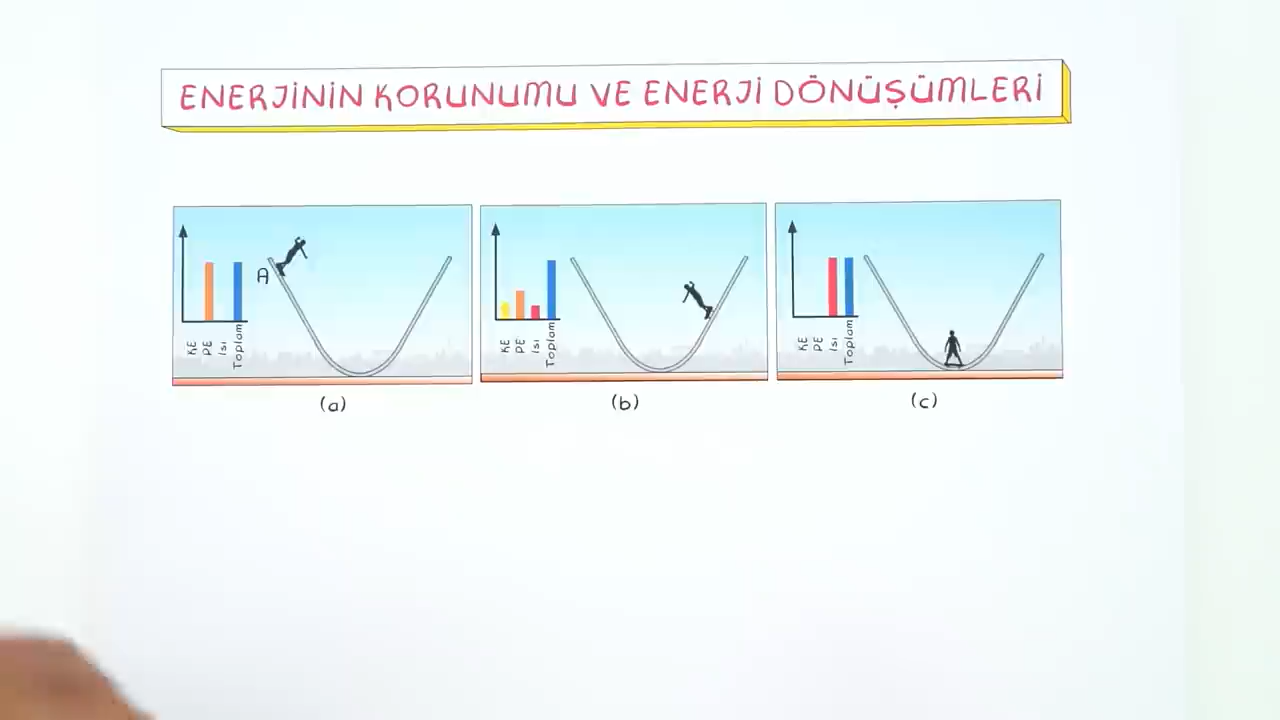 ENERJİNİN KORUNUMU VE ENERJİ DÖNÜŞÜMLERİ
A
KE
PE
Isı
Toplam
(a)
KE
PE
Isı
Toplam
(b)
KE
PE
Isı
Toplam
(c)